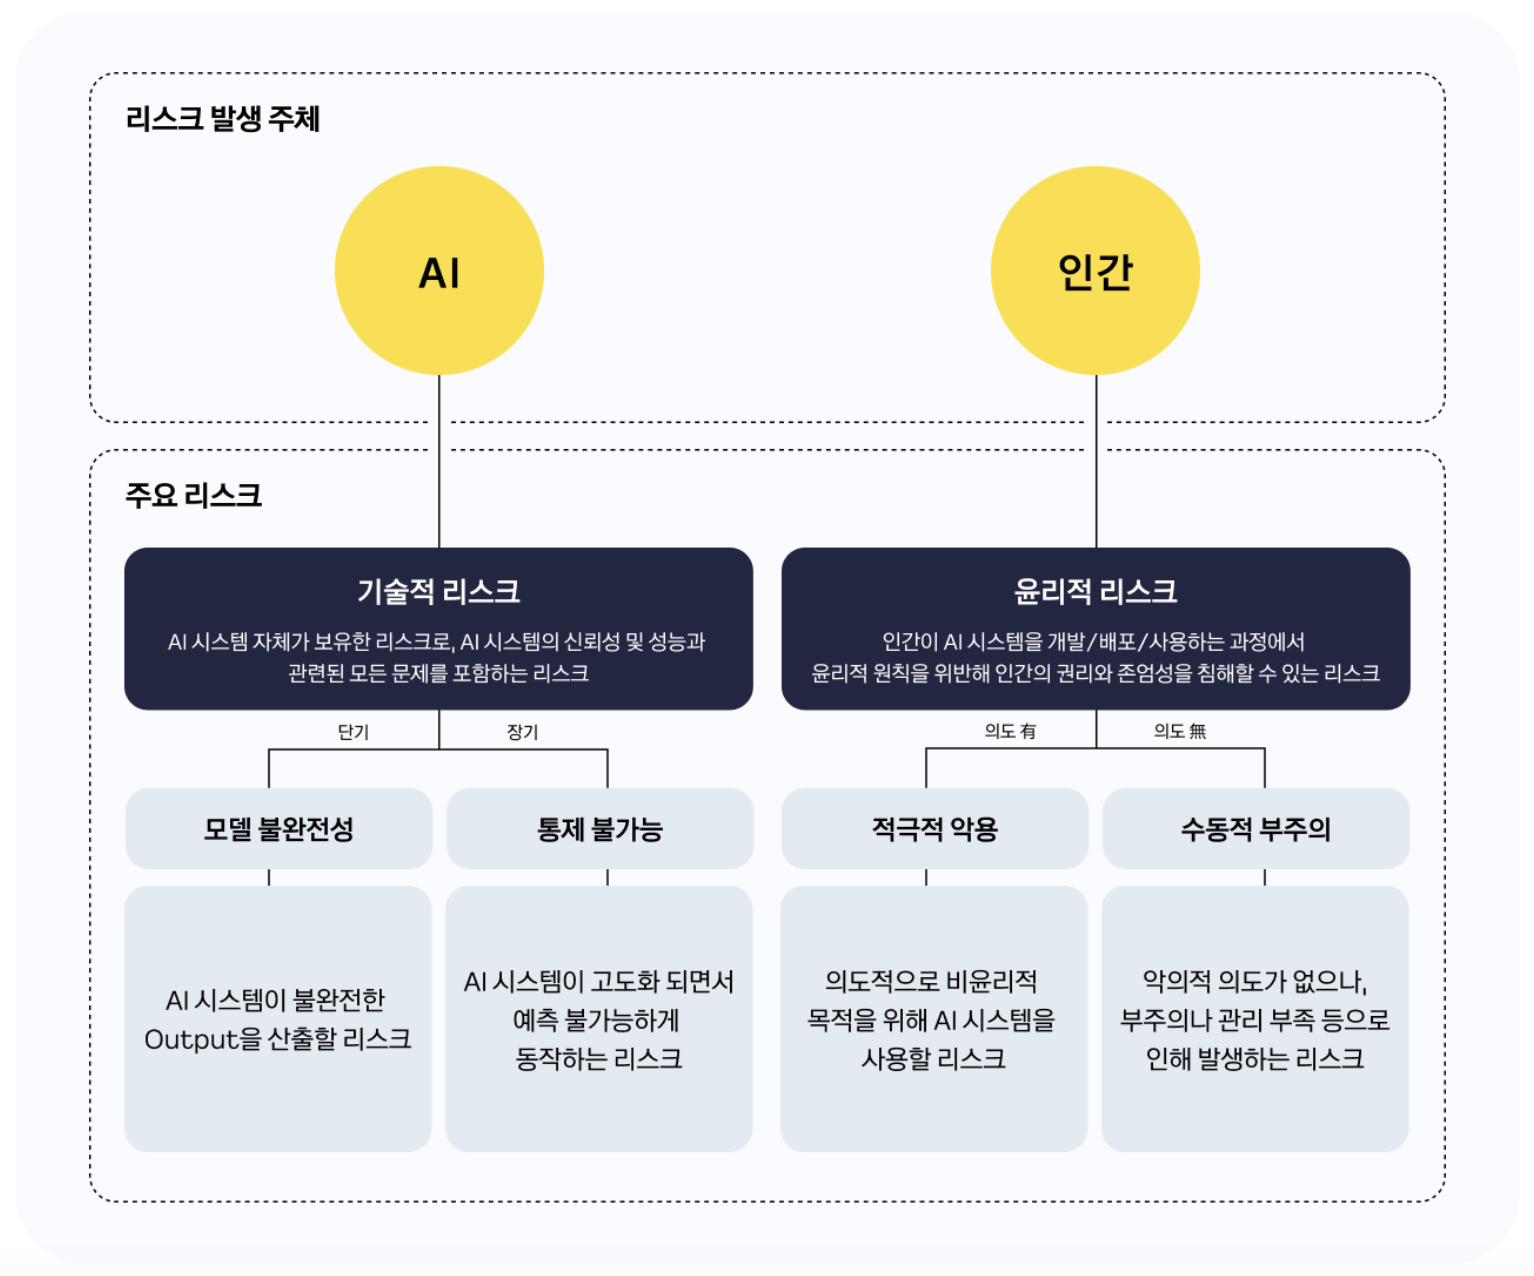 리스크 발생 주체
AI
인간
주요 리스크
기술적 리스크
AI 시스템 자체가 보유한 리스크로, AI 시스템의 신뢰성 및 성능과
관련된 모든 문제를 포함하는 리스크
윤리적 리스크
인간이 AI 시스템을 개발/배포/사용하는 과정에서
윤리적 원칙을 위반해 인간의 권리와 존엄성을 침해할 수 있는 리스크
단기
장기
의도 有
의도 無
모델 불완전성
통제 불가능
적극적 악용
수동적 부주의
AI 시스템이 불완전한
Output을 산출할 리스크
AI 시스템이 고도화 되면서
예측 불가능하게
동작하는 리스크
의도적으로 비윤리적
목적을 위해 AI 시스템을
사용할 리스크
악의적 의도가 없으나,
부주의나 관리 부족 등으로
인해 발생하는 리스크